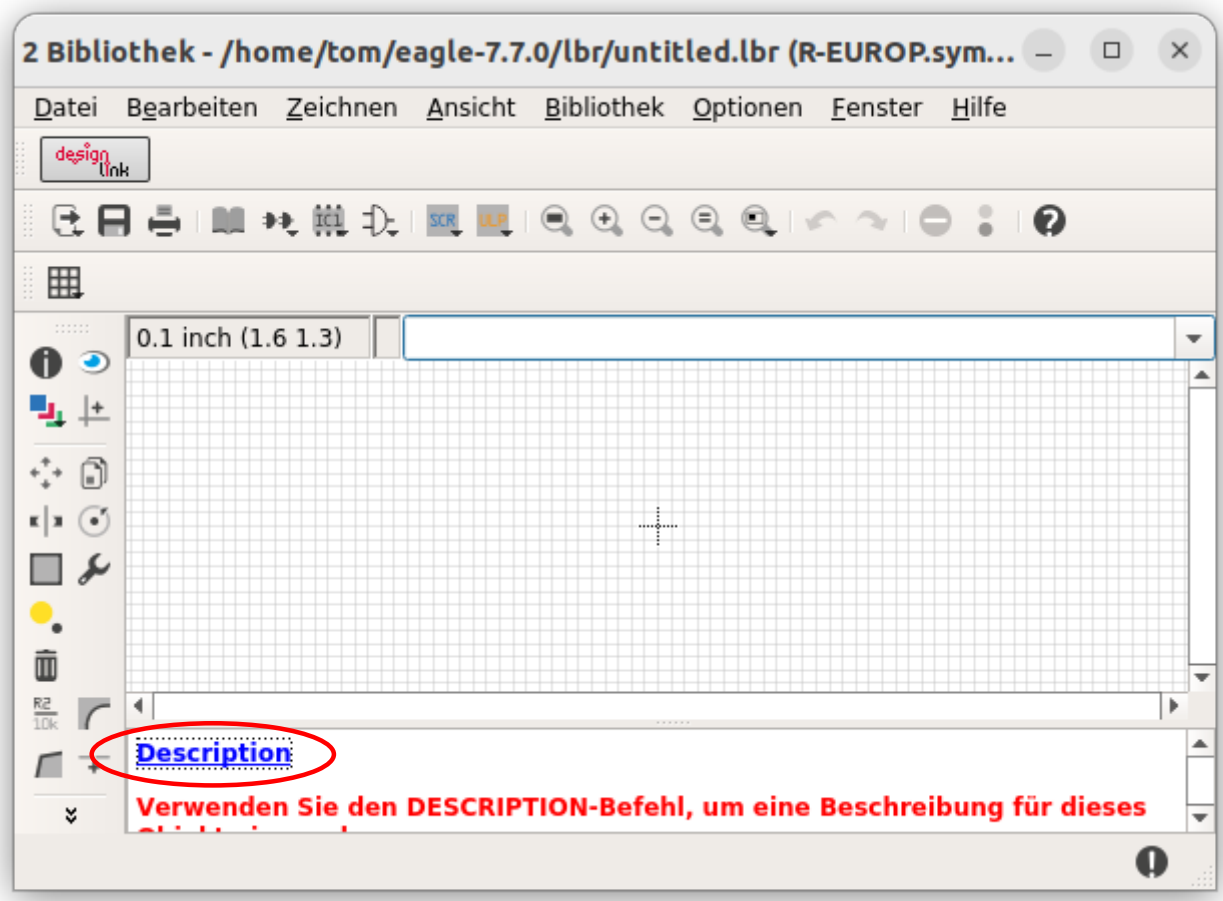 2 Bibliothek - /home/tom/eagle-7.7.0/lbr/untitled.lbr (R-EUROP.sym...
Datei Bearbeiten Zeichnen Ansicht Bibliothek Optionen Fenster Hilfe
design
link
IC1 SCR ULP
0.1 inch (1.6 1.3)
R2
10k
Description
Verwenden Sie den DESCRIPTION-Befehl, um eine Beschreibung für dieses